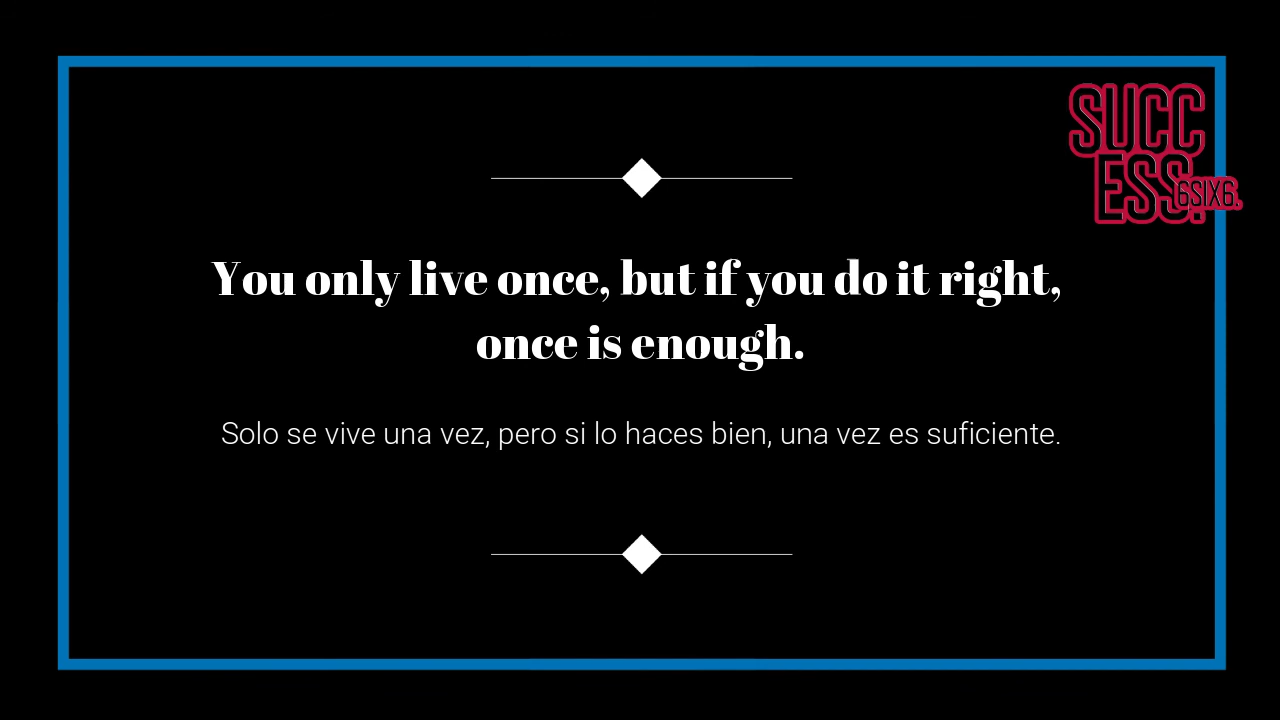 SUCC
ESS.
6SIX6.
You only live once, but if you do it right,
once is enough.
Solo se vive una vez, pero si lo haces bien, una vez es suficiente.